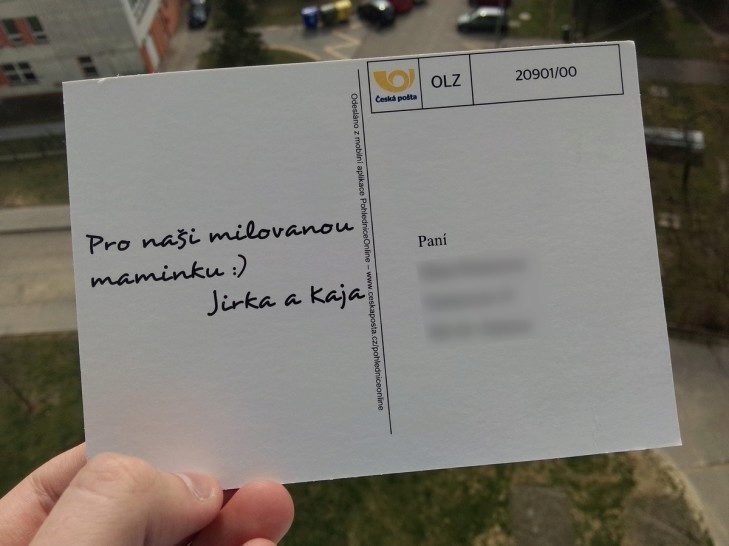 Pro naši milovanou
maminku :)
Jirka a Kaja
Odesláno z mobilní aplikace PohledniceOnline – www.ceskaposta.cz/pohledniceonline
Česká pošta
OLZ
20901/00
Paní